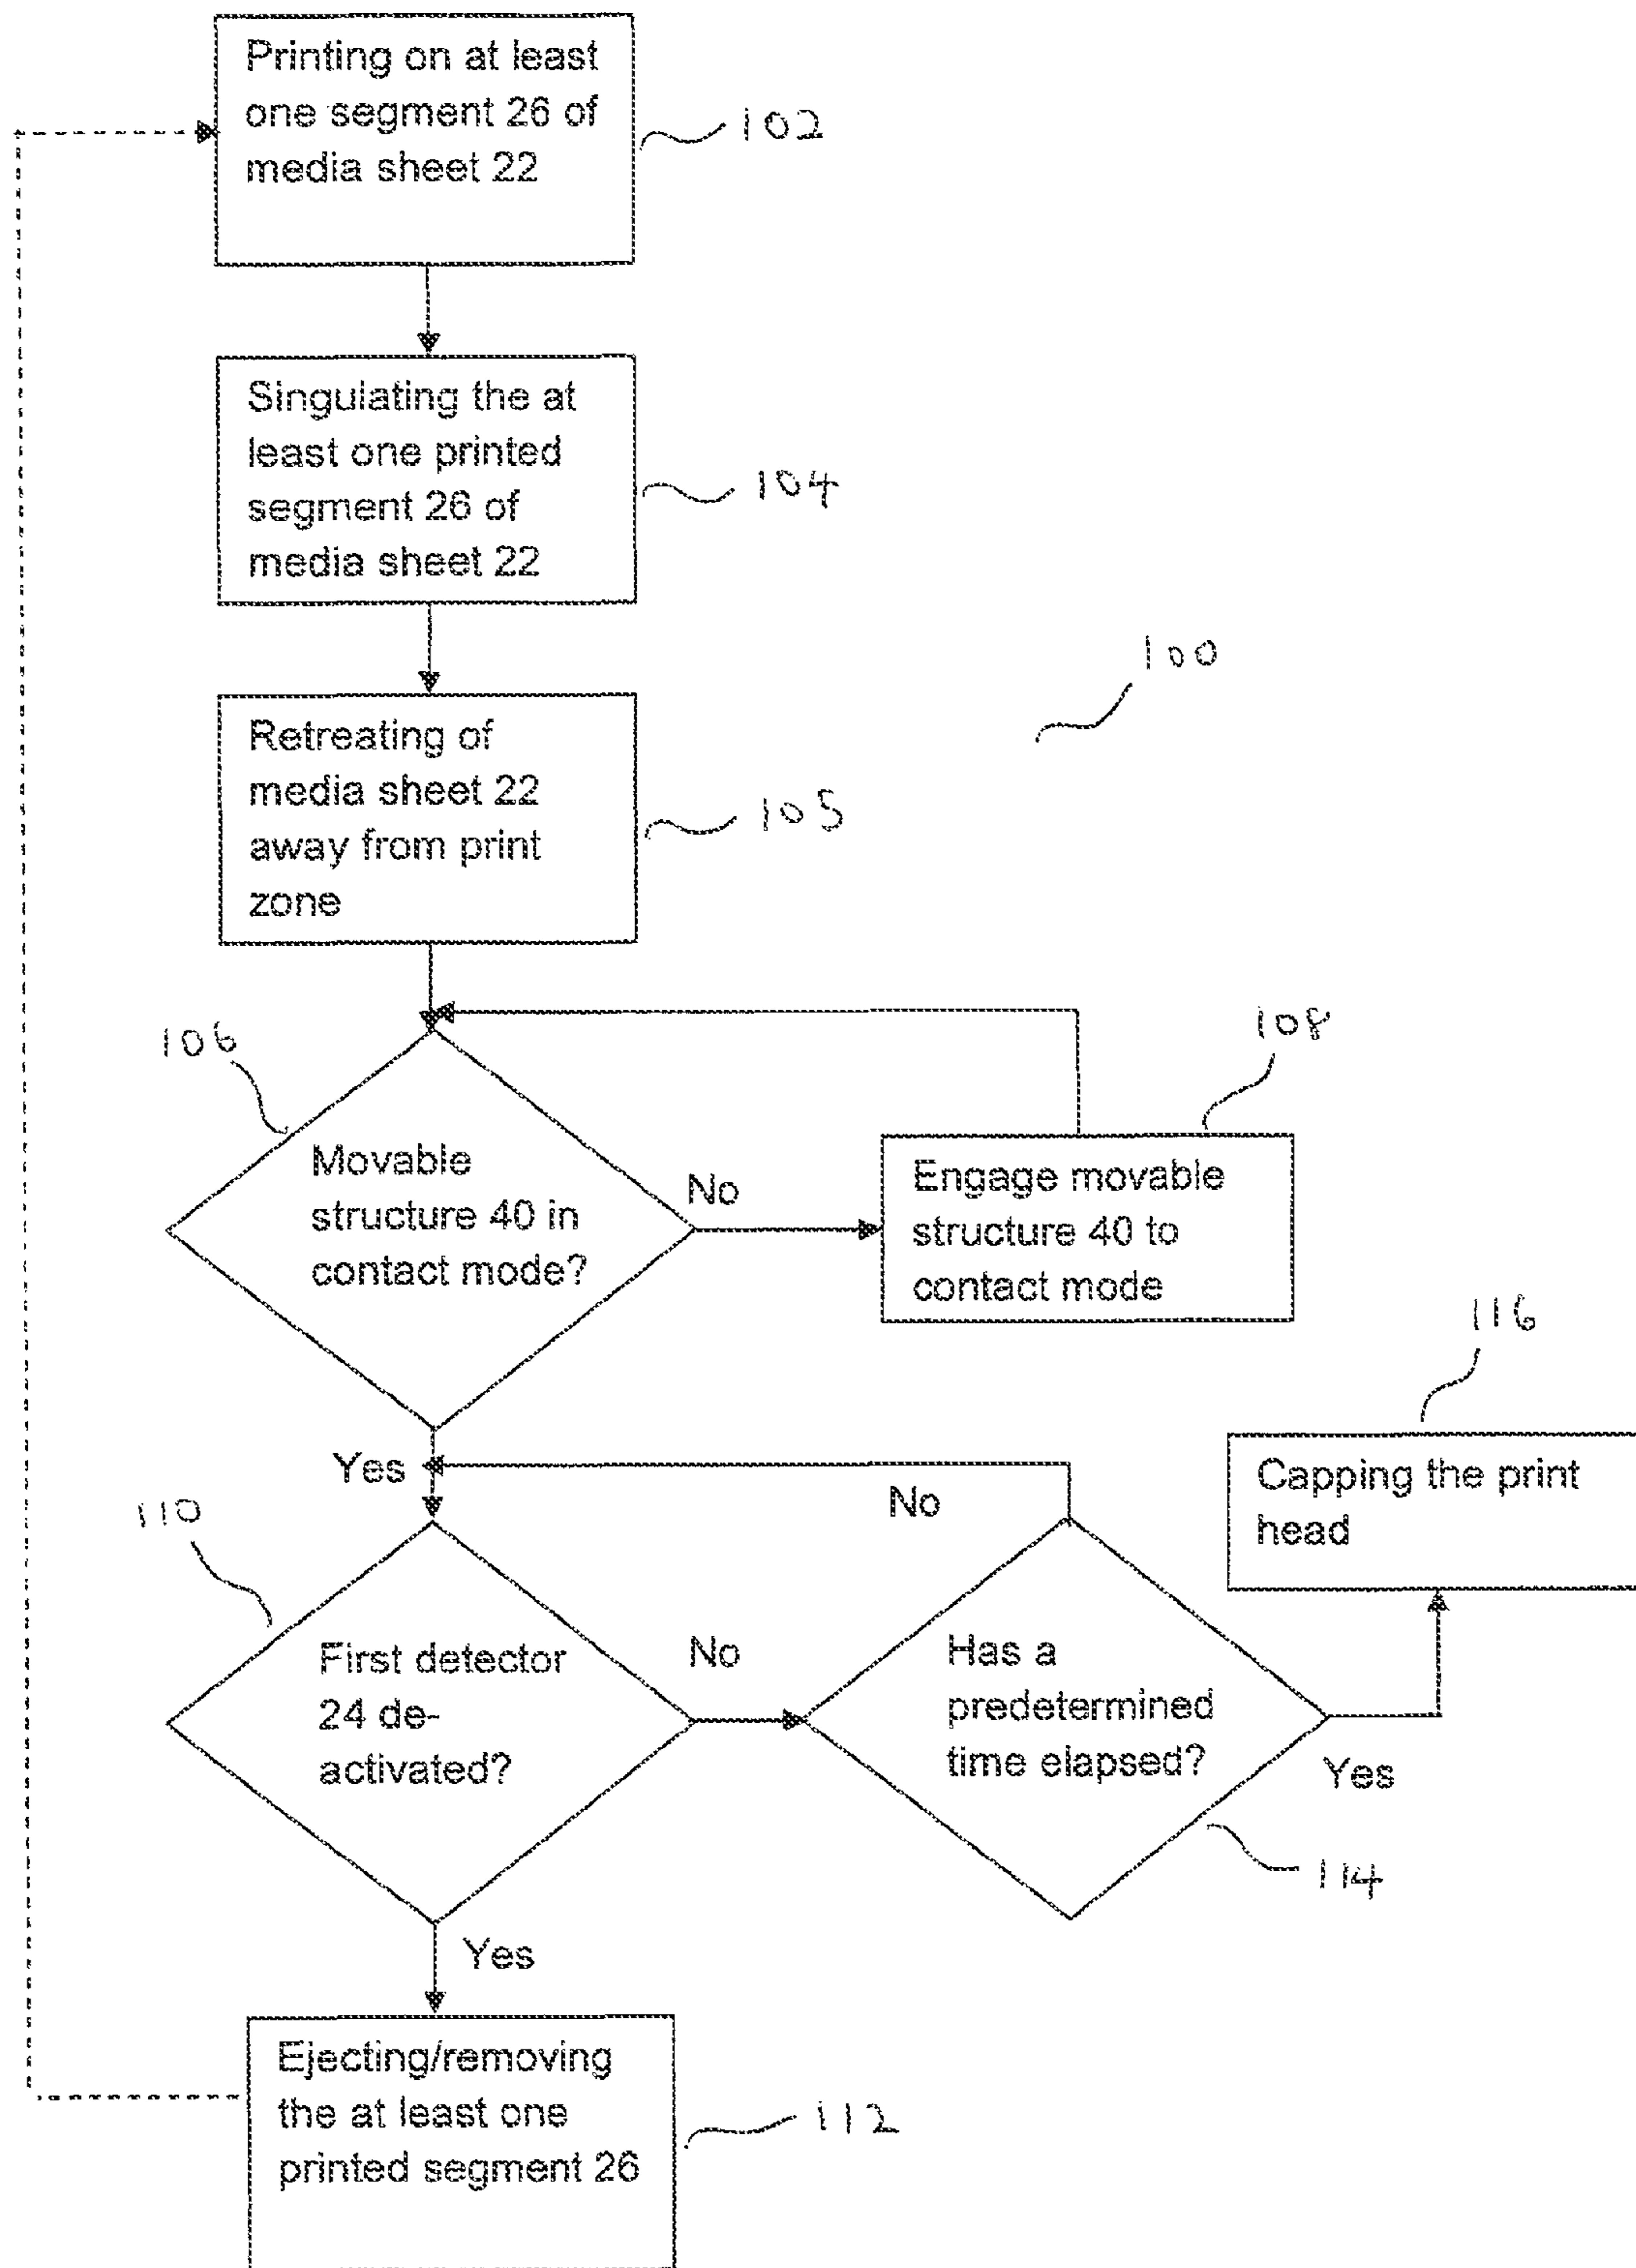 Printing on at least
one segment 26 of
media sheet 22
102
Singulating the at
least one printed
segment 26 of
media sheet 22
104
100
Retreating of
media sheet 22
away from print
zone
105
106
108
Movable
structure 40 in
contact mode?
No
Engage movable
structure 40 to
contact mode
116
Yes
No
Capping the print
head
110
First detector
24 de-
activated?
No
Has a
predetermined
time elapsed?
Yes
114
Yes
Ejecting/removing
the at least one
printed segment 26
112